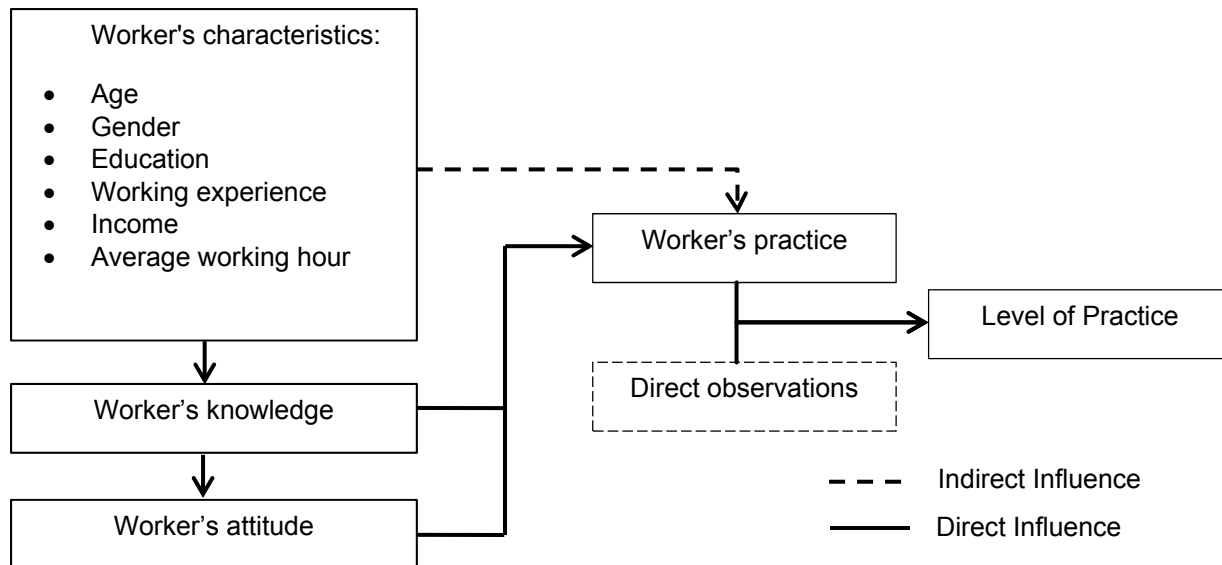 Worker's characteristics:
• Age
• Gender
• Education
• Working experience
• Income
• Average working hour
Worker’s practice
Level of Practice
Direct observations
Worker’s knowledge
Worker’s attitude
Indirect Influence
Direct Influence